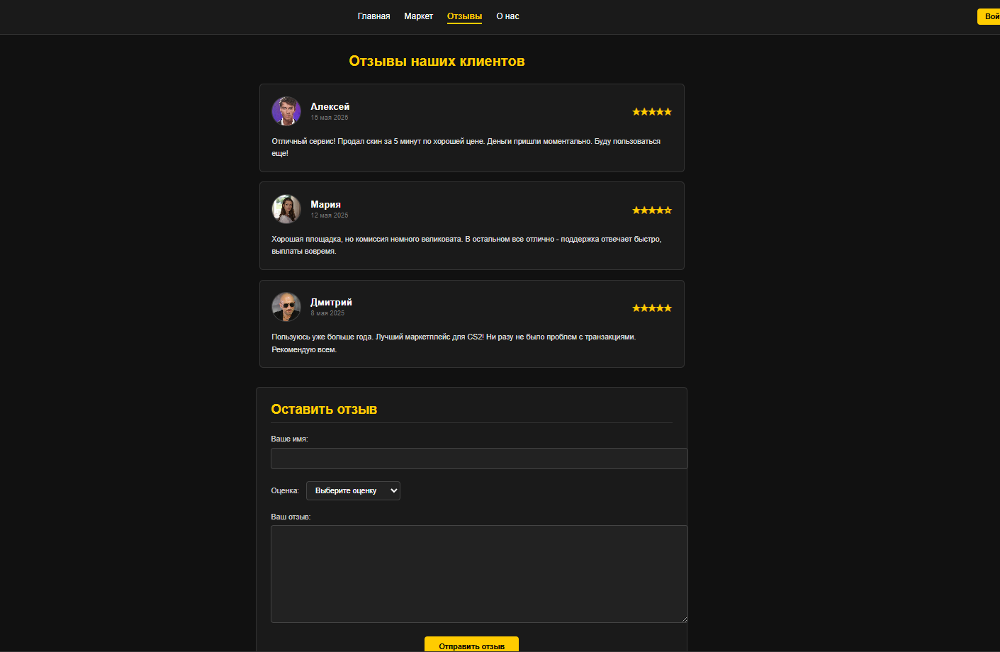 Главная Маркет Отзывы О нас
Вой
Отзывы наших клиентов
Алексей
15 мая 2025
★★★★★
Отличный сервис! Продал скин за 5 минут по хорошей цене. Деньги пришли моментально. Буду пользоваться
еще!
Мария
12 мая 2025
★★★★☆
Хорошая площадка, но комиссия немного великовата. В остальном все отлично - поддержка отвечает быстро,
выплаты вовремя.
Дмитрий
8 мая 2025
★★★★★
Пользуюсь уже больше года. Лучший маркетплейс для CS2! Ни разу не было проблем с транзакциями.
Рекомендую всем.
Оставить отзыв
Ваше имя:
Оценка: Выберите оценку
Ваш отзыв:
Отправить отзыв